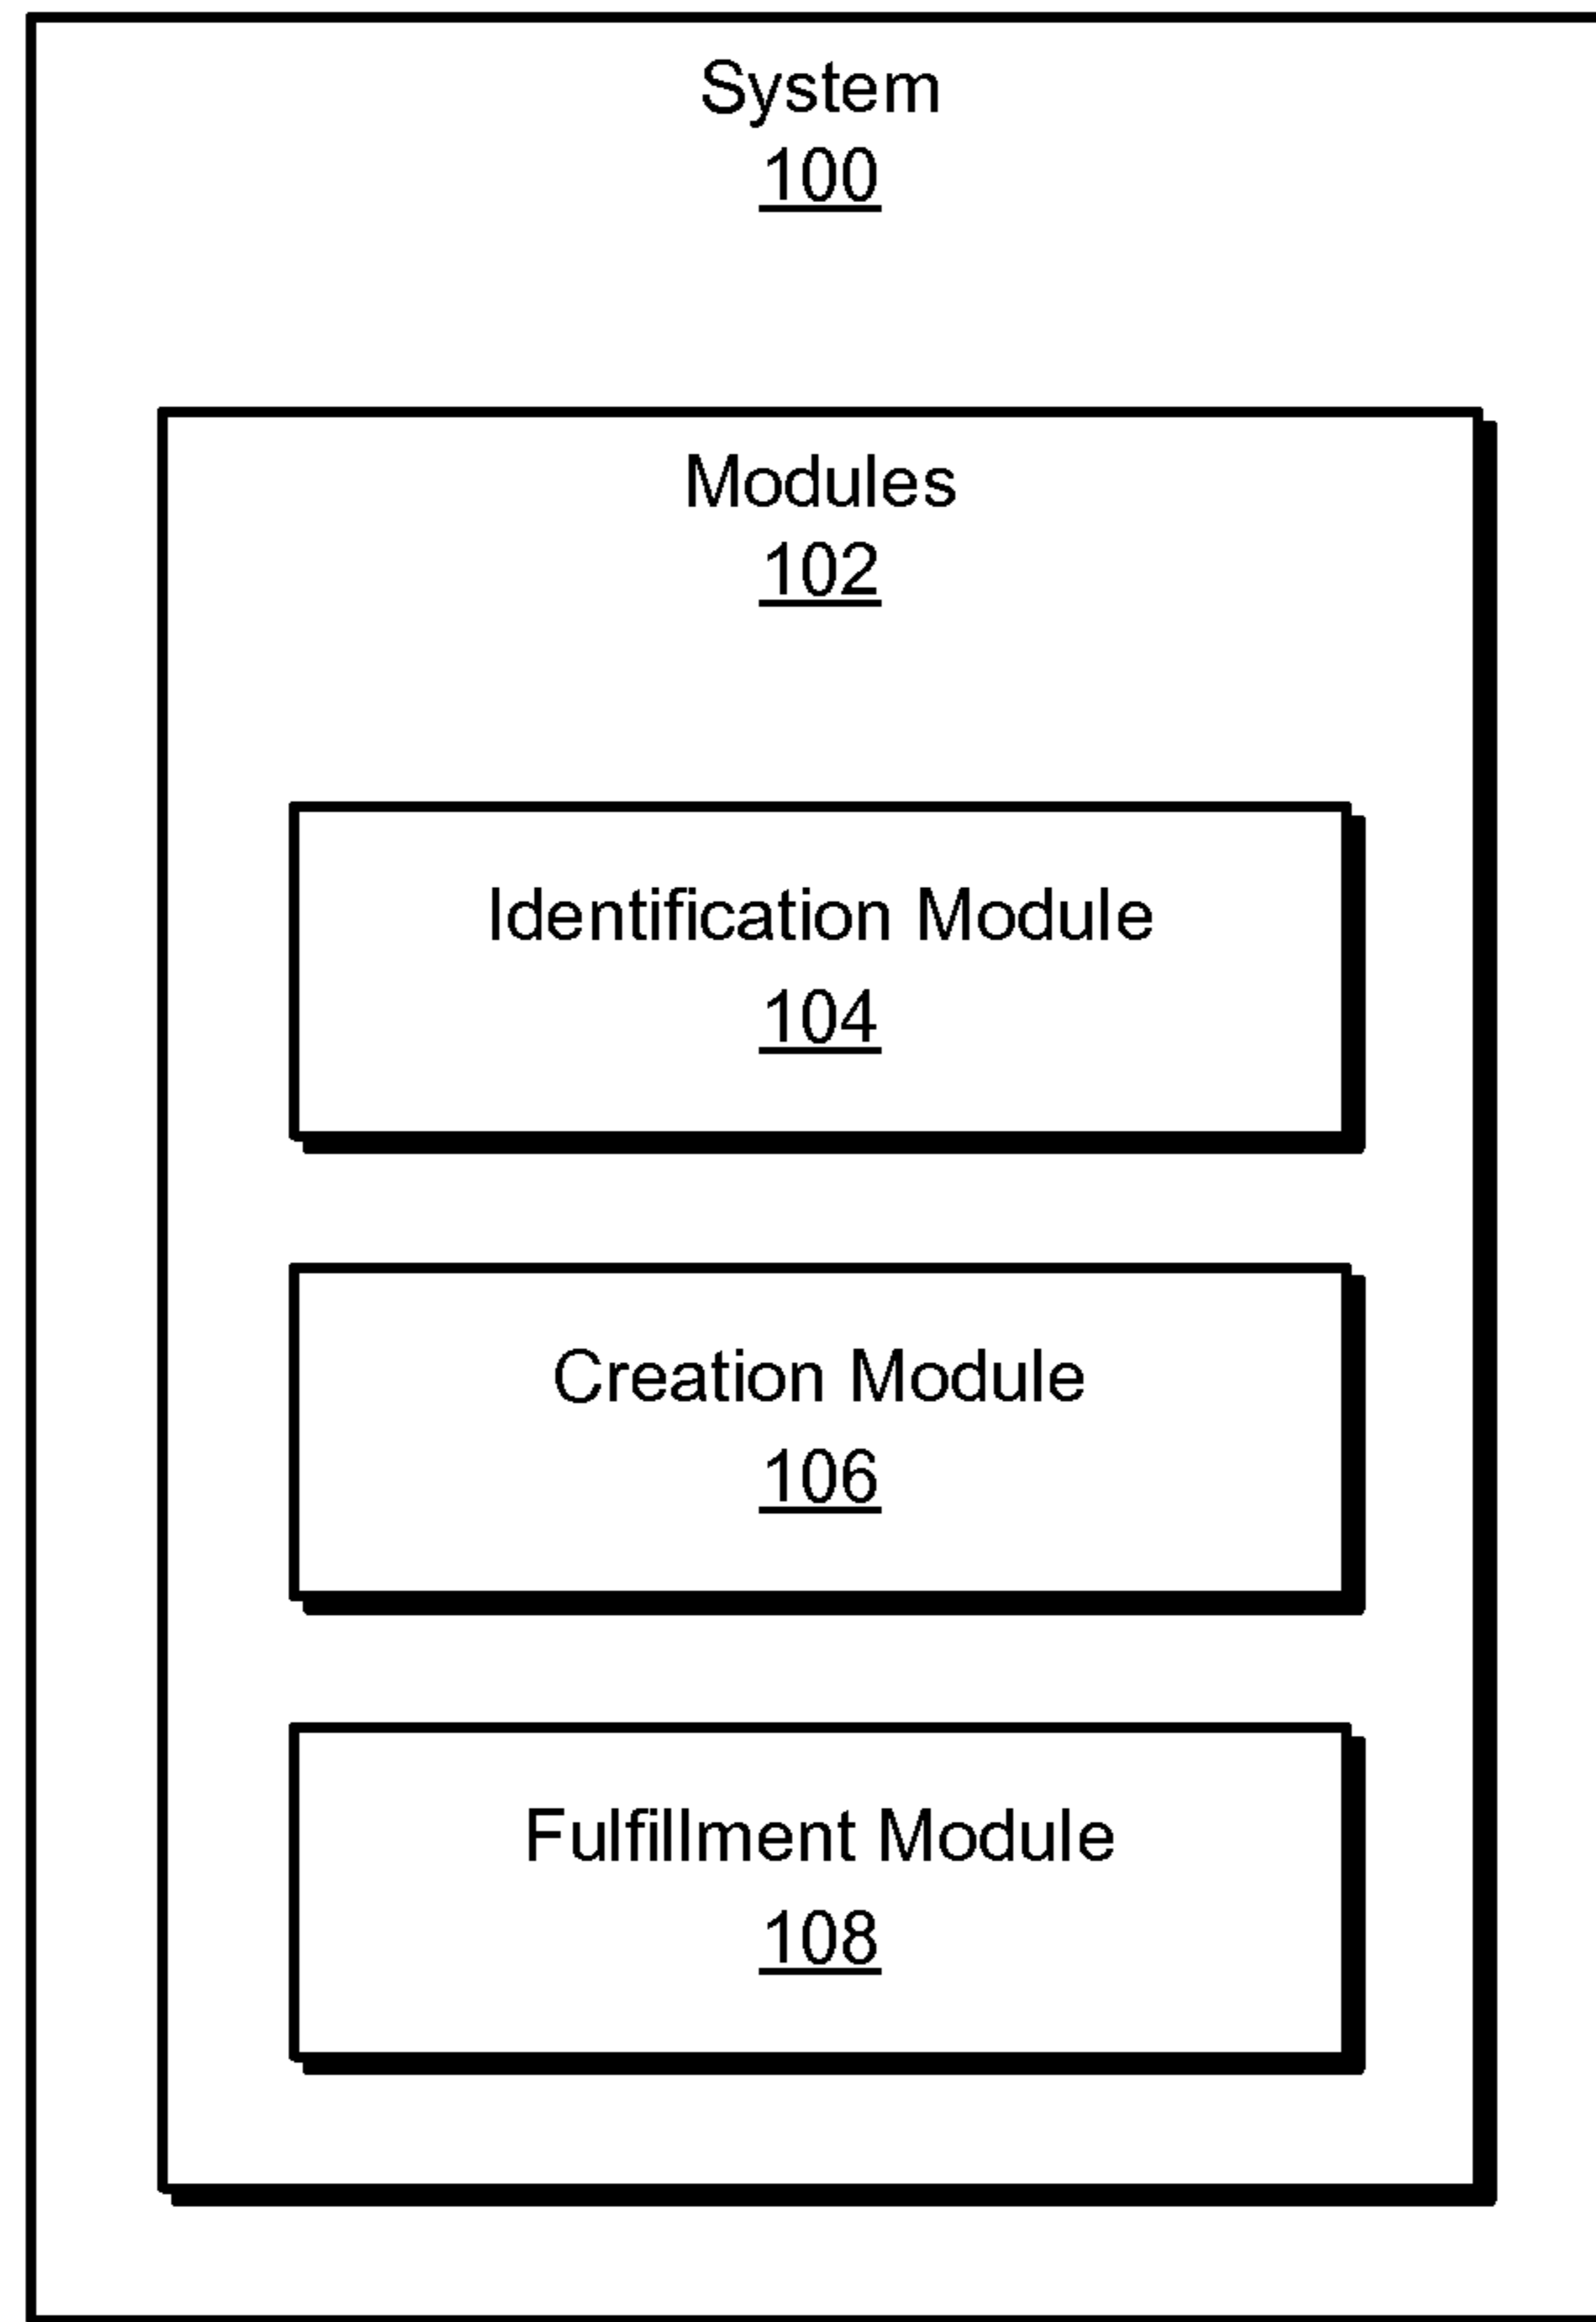 System
100
Modules
102
Identification Module
104
Creation Module
106
Fulfillment Module
108